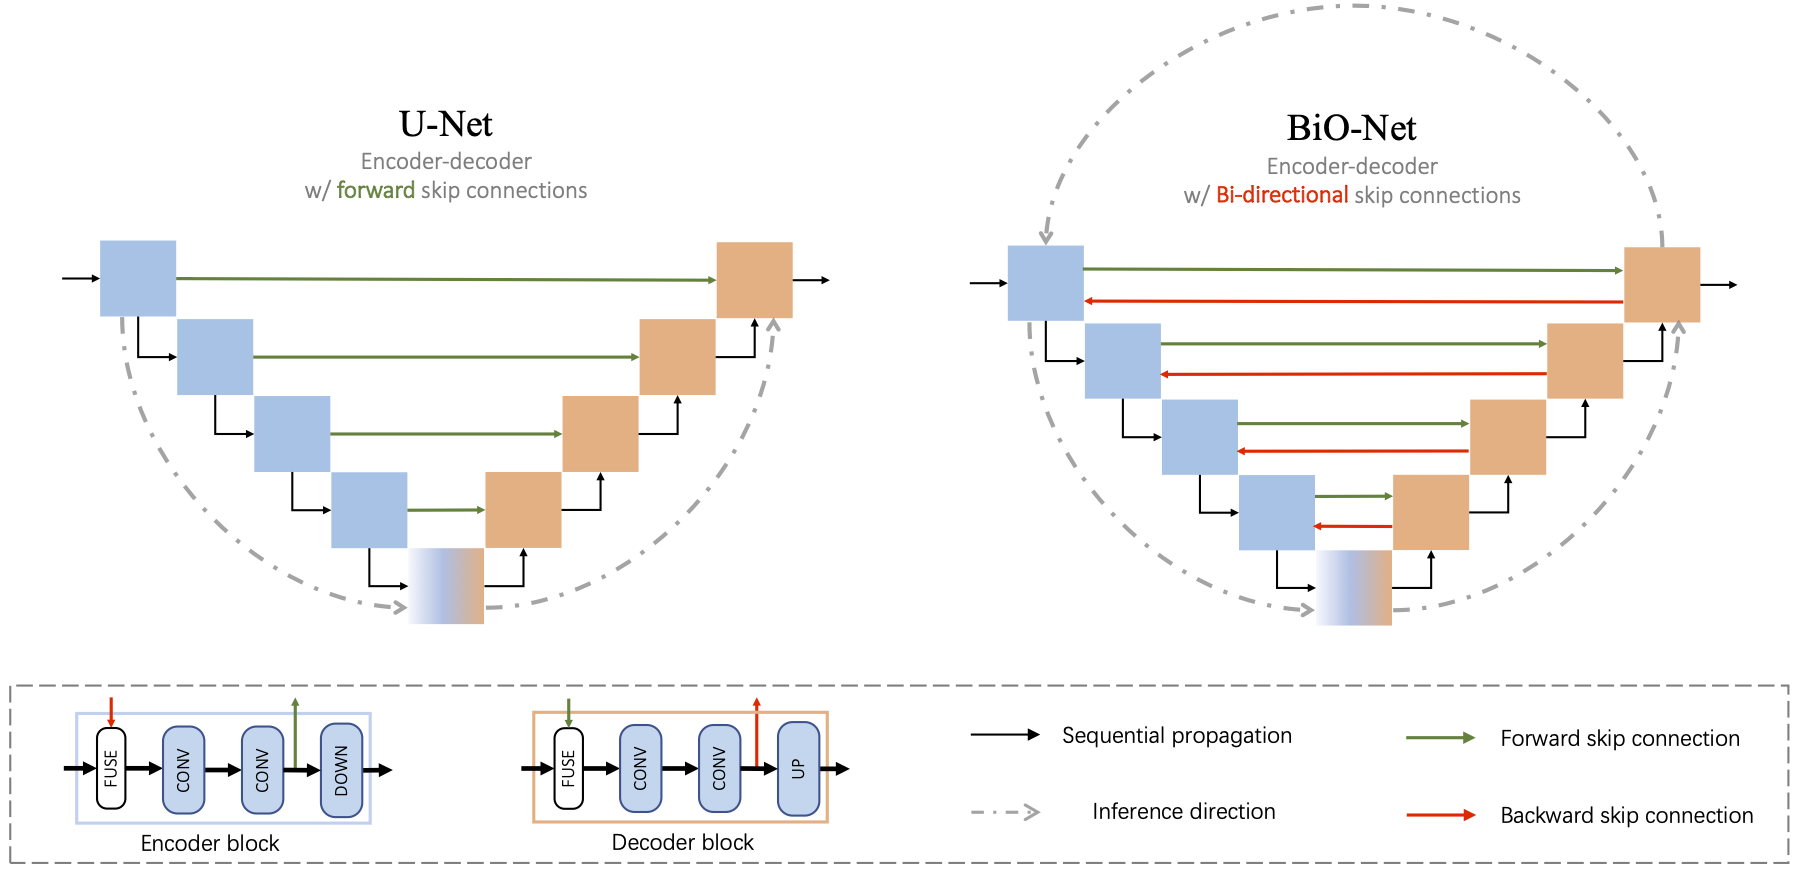 U-Net
Encoder-decoder
w/ forward skip connections
BiO-Net
Encoder-decoder
w/ Bi-directional skip connections
FUSE
CONV
CONV
DOWN
Encoder block
FUSE
CONV
CONV
UP
Decoder block
Sequential propagation
Forward skip connection
Inference direction
Backward skip connection